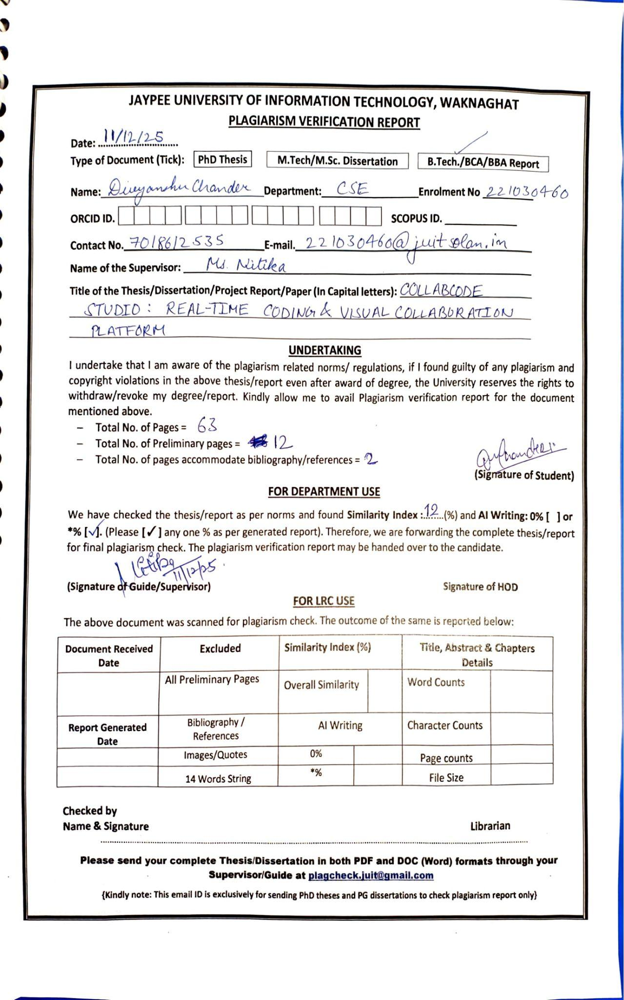 JAYPEE UNIVERSITY OF INFORMATION TECHNOLOGY, WAKNAGHAT
PLAGIARISM VERIFICATION REPORT
Date: 11/12/25
Type of Document (Tick): PhD Thesis M.Tech/M.Sc. Dissertation B.Tech./BCA/BBA Report
Name: Divyanshu Chander Department: CSE Enrolment No 221030460
ORCID ID. SCOPUS ID.
Contact No. 7018612535 E-mail. 221030460@juitsolan.in
Name of the Supervisor: Ms. Nitika
Title of the Thesis/Dissertation/Project Report/Paper (In Capital letters): COLLABCODE
STUDIO: REAL-TIME CODING & VISUAL COLLABORATION
PLATFORM
UNDERTAKING
I undertake that I am aware of the plagiarism related norms/ regulations, if I found guilty of any plagiarism and
copyright violations in the above thesis/report even after award of degree, the University reserves the rights to
withdraw/revoke my degree/report. Kindly allow me to avail Plagiarism verification report for the document
mentioned above.
– Total No. of Pages = 63
– Total No. of Preliminary pages = 12
– Total No. of pages accommodate bibliography/references = 2
(Signature of Student)
FOR DEPARTMENT USE
We have checked the thesis/report as per norms and found Similarity Index :12(%) and AI Writing: 0% [ ] or
*% [✓]. (Please [✓] any one % as per generated report). Therefore, we are forwarding the complete thesis/report
for final plagiarism check. The plagiarism verification report may be handed over to the candidate.
Nitika 11/12/25.
(Signature of Guide/Supervisor) Signature of HOD
FOR LRC USE
The above document was scanned for plagiarism check. The outcome of the same is reported below:
Document Received Date Excluded Similarity Index (%) Title, Abstract & Chapters Details
All Preliminary Pages Overall Similarity Word Counts
Report Generated Date Bibliography / References AI Writing Character Counts
Images/Quotes 0% Page counts
14 Words String *% File Size
Checked by
Name & Signature Librarian
Please send your complete Thesis/Dissertation in both PDF and DOC (Word) formats through your
Supervisor/Guide at plagcheck.juit@gmail.com
{Kindly note: This email ID is exclusively for sending PhD theses and PG dissertations to check plagiarism report only}